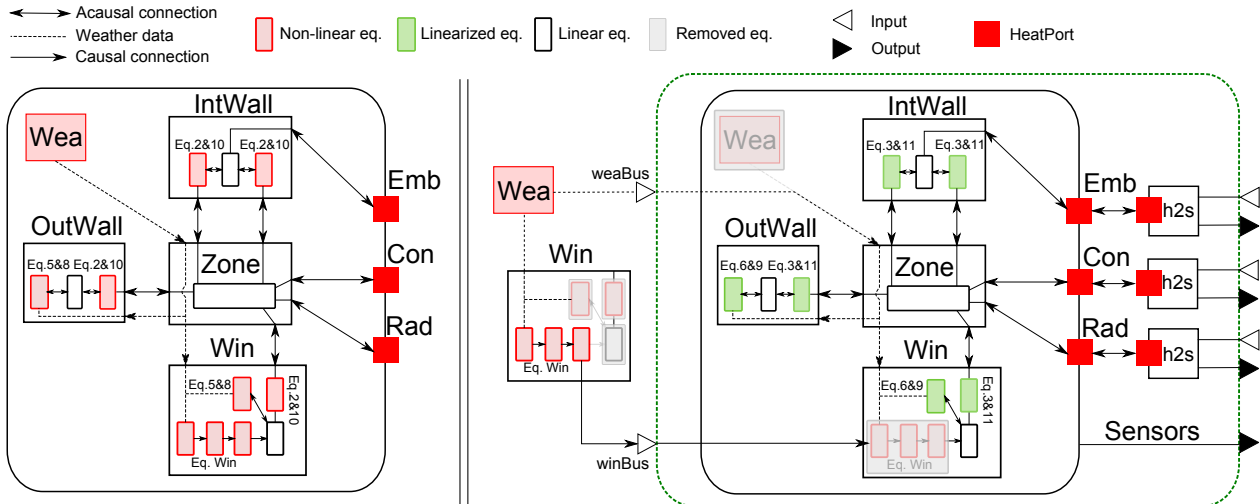 Acausal connection
Weather data
Causal connection
Non-linear eq.
Linearized eq.
Linear eq.
Removed eq.
Input
Output
HeatPort
IntWall
Wea
Eq.2&10
Eq.2&10
Emb
OutWall
Eq.5&8
Eq.2&10
Zone
Con
Rad
Win
Eq.5&8
Eq.2&10
Eq. Win
IntWall
Wea
Eq.3&11
Eq.3&11
Wea
weaBus
Emb
h2s
OutWall
Eq.6&9
Eq.3&11
Zone
Con
h2s
Win
Eq. Win
Rad
h2s
Win
Eq.6&9
Eq.3&11
Eq. Win
winBus
Sensors